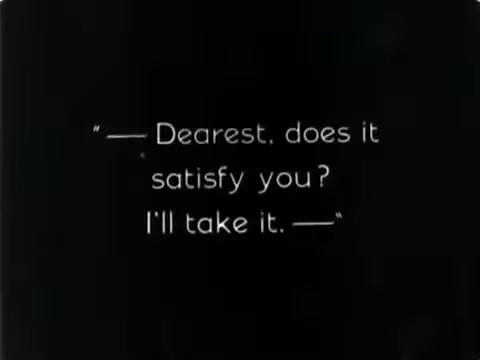 "— Dearest, does it
satisfy you?
I'll take it. —"